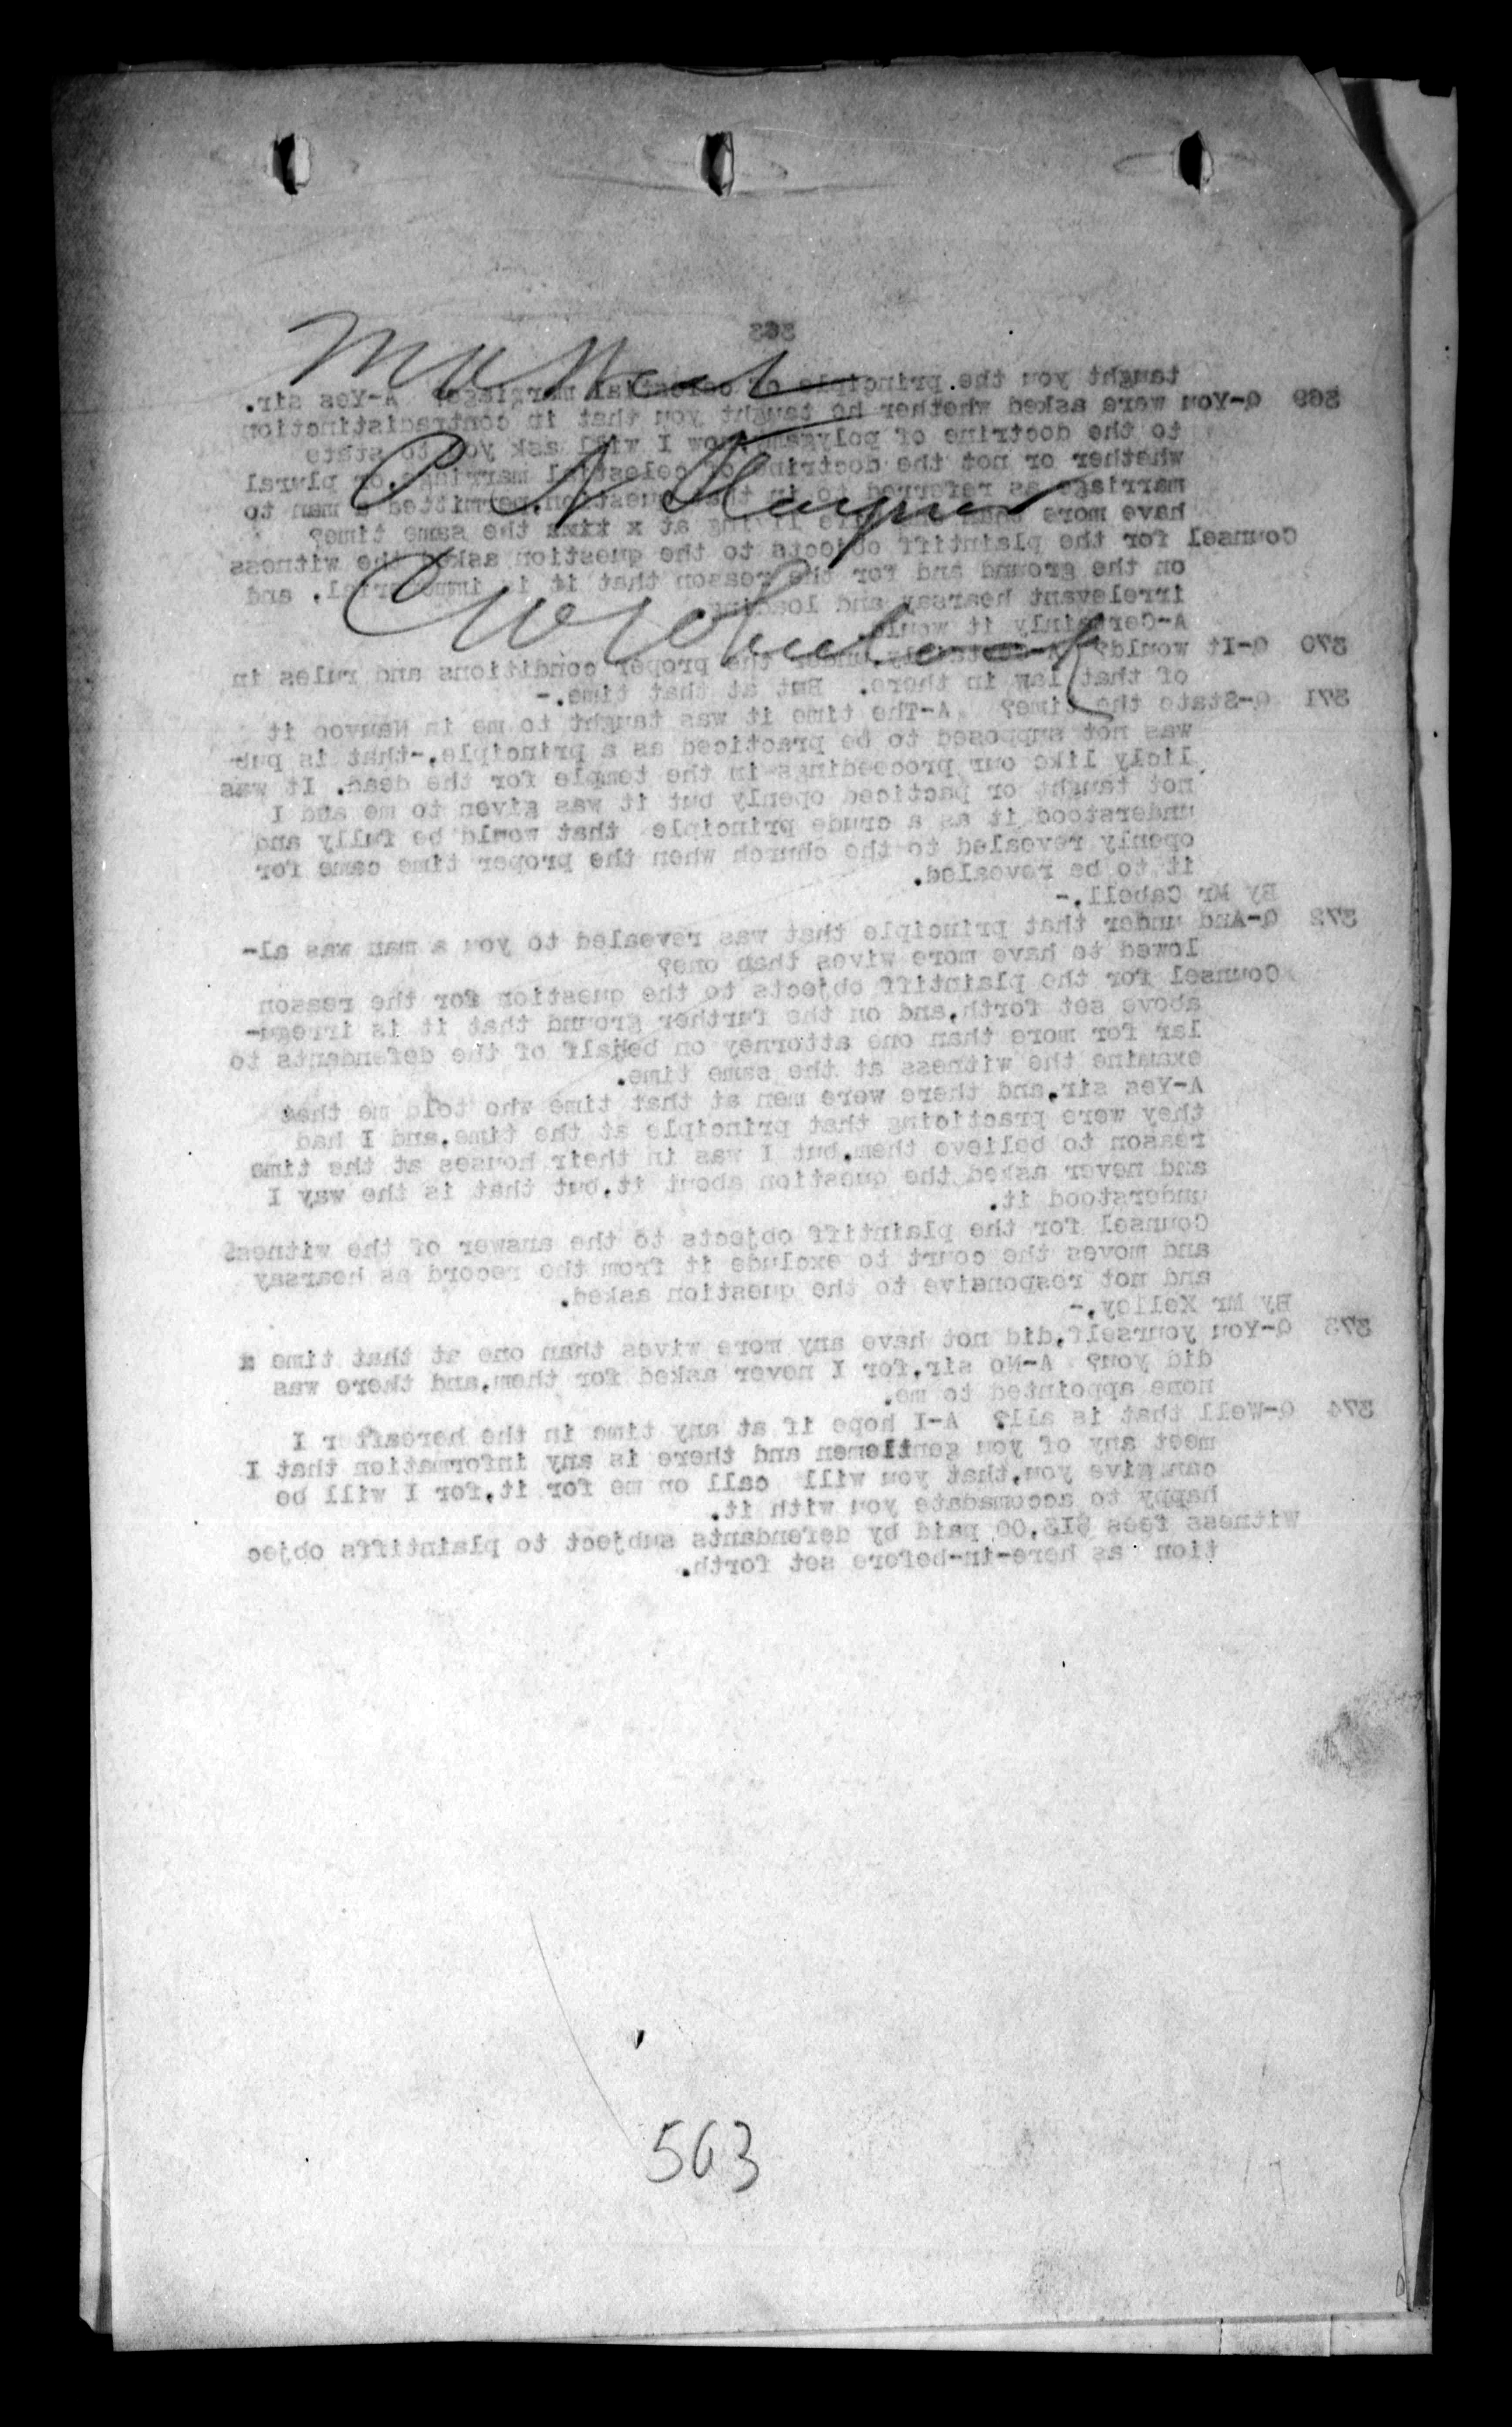 563
taught you the principle of celestial marriage? A-Yes sir.
369 Q-You were asked whether he taught you that in contradistinction
to the doctrine of polygamy, now I will ask you to state
whether or not the doctrine of celestial marriage, or plural
marriage as referred to in that question, permitted a man to
have more than living at x time the same time?
Counsel for the plaintiff objects to the question asked the witness
on the ground and for the reason that it is immaterial, and
irrelevant hearsay and leading.
A-Certainly it would.
370 Q-It would? under the proper conditions and rules in
of that law in there. But at that time.-
371 Q-State the time? A-The time it was taught to me in Nauvoo it
was not supposed to be practiced as a principle,-that is pub-
licly like our proceedings in the temple for the dead. It was
not taught or pacticed openly but it was given to me and I
understood it as a crude principle that would be fully and
openly revealed to the church when the proper time came for
it to be revealed.
By Mr Cabell.-
372 Q-And under that principle that was revealed to you a man was al-
lowed to have more wives than one?
Counsel for the plaintiff objects to the question for the reason
above set forth,and on the further ground that it is irregu-
lar for more than one attorney on behalf of the defendants to
examine the witness at the same time.
A-Yes sir,and there were men at that time who told me that
they were practicing that principle at the time,and I had
reason to believe them,but I was in their houses at the time
and never asked the question about it,but that is the way I
understood it.
Counsel for the plaintiff objects to the answer of the witness
and moves the court to exclude it from the record as hearsay
and not responsive to the question asked.
By Mr Kelley.-
373 Q-You yourself,did not have any more wives than one at that time
did you? A-No sir,for I never asked for them,and there was
none appointed to me.
374 Q-Well that is all? A-I hope if at any time in the hereafter I
meet any of you gentlemen and there is any information that I
can give you,that you will call on me for it,for I will be
happy to accomadate you with it.
Witness fees $13.00 paid by defendants subject to plaintiffs objec
tion as here-in-before set forth.
563